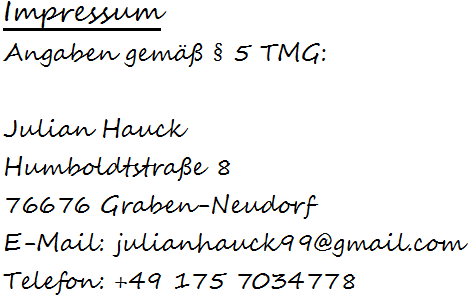 Impressum
Angaben gemäß § 5 TMG:
Julian Hauck
Humboldtstraße 8
76676 Graben-Neudorf
E-Mail: julianhauck99@gmail.com
Telefon: +49 175 7034778